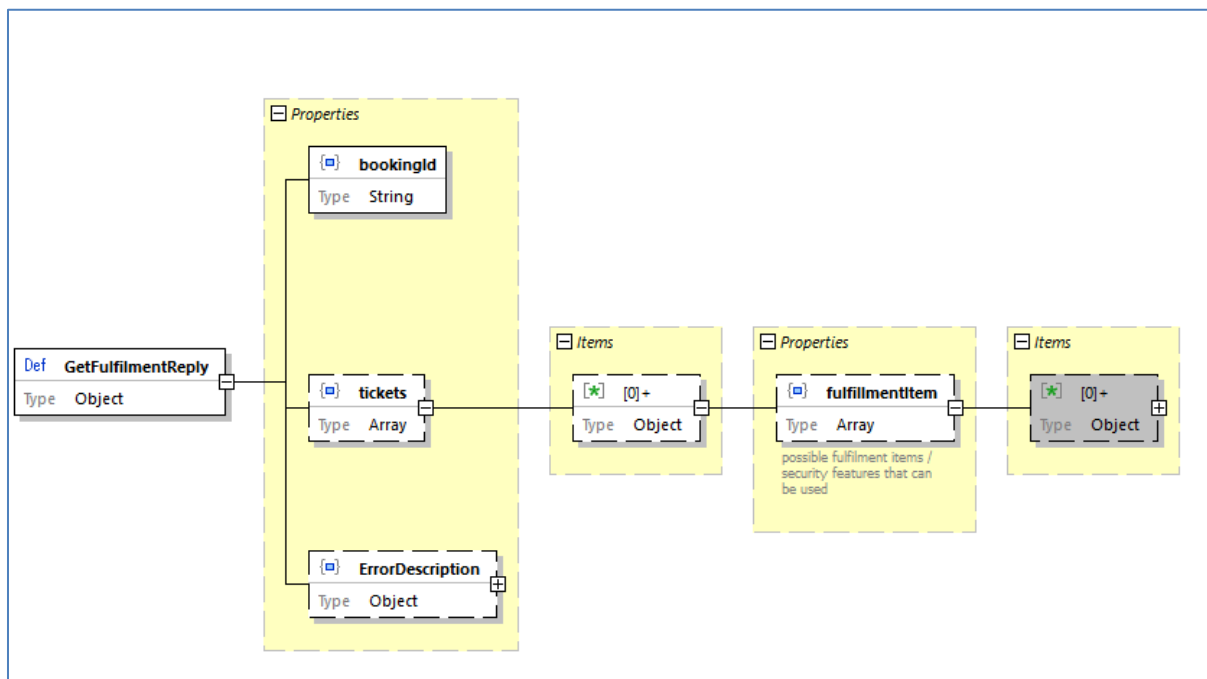 Properties
bookingId
Type String
Def GetFulfilmentReply
Type Object
tickets
Type Array
Items
[*] [0]+
Type Object
Properties
fulfillmentItem
Type Array
possible fulfilment items /
security features that can
be used
Items
[*] [0]+
Type Object
ErrorDescription
Type Object